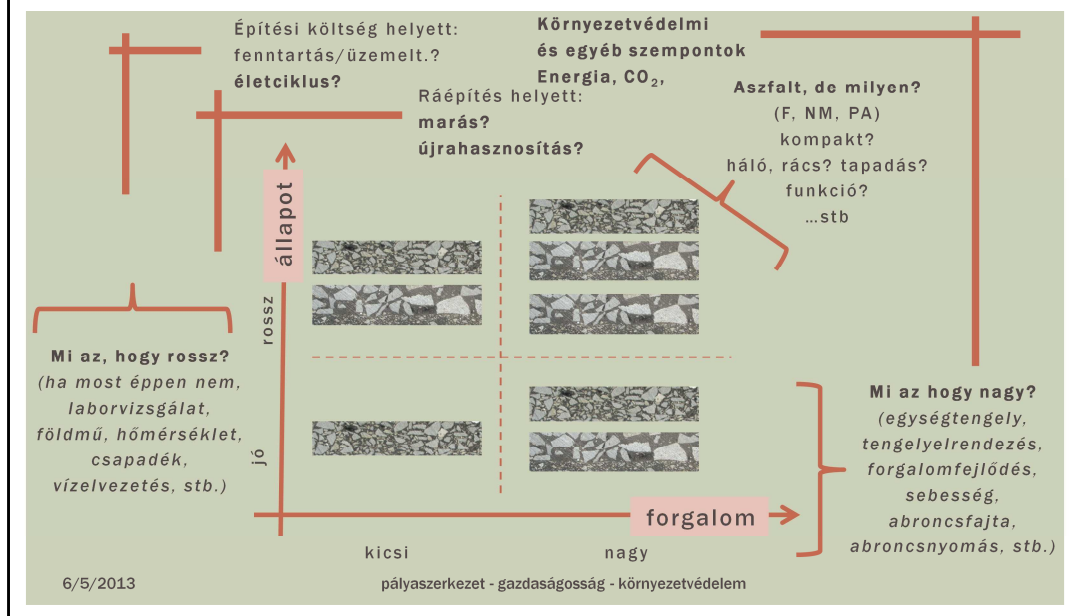 Építési költség helyett:
fenntartás/üzemelt.?
életciklus?
Környezetvédelmi
és egyéb szempontok
Energia, CO₂,
Ráépítés helyett:
marás?
újrahasznosítás?
Aszfalt, de milyen?
(F, NM, PA)
kompakt?
háló, rács? tapadás?
funkció?
...stb
állapot
rossz
jó
Mi az, hogy rossz?
(ha most éppen nem,
laborvizsgálat,
földmű, hőmérséklet,
csapadék,
vízelvezetés, stb.)
Mi az hogy nagy?
(egységtengely,
tengelyelrendezés,
forgalomfejlődés,
sebesség,
abroncsfajta,
abroncsnyomás, stb.)
forgalom
kicsi
nagy
6/5/2013
pályaszerkezet - gazdaságosság - környezetvédelem